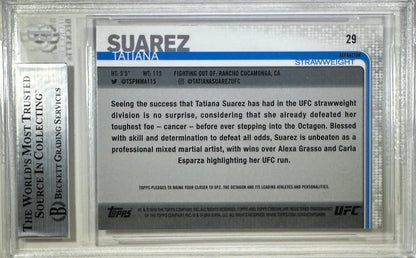 SUAREZ
TATIANA
29
REFRACTOR
STRAWWEIGHT
HT: 5'5" WT: 115 FIGHTING OUT OF: RANCHO CUCAMONGA, CA
@TSPMMA115 @TATIANASUAREZUFC
Seeing the success that Tatiana Suarez has had in the UFC strawweight
division is no surprise, considering that she already defeated her
toughest foe – cancer – before ever stepping into the Octagon. Blessed
with skill and determination to defeat all odds, Suarez is unbeaten as a
professional mixed martial artist, with wins over Alexa Grasso and Carla
Esparza highlighting her UFC run.
TOPPS PLEDGES TO BRING YOUR CLOSER TO UFC, THE OCTAGON AND ITS LEADING ATHLETES AND PERSONALITIES.
Topps
UFC
BECKETT
THE WORLD'S MOST TRUSTED
SOURCE IN COLLECTING™
BECKETT GRADING SERVICES